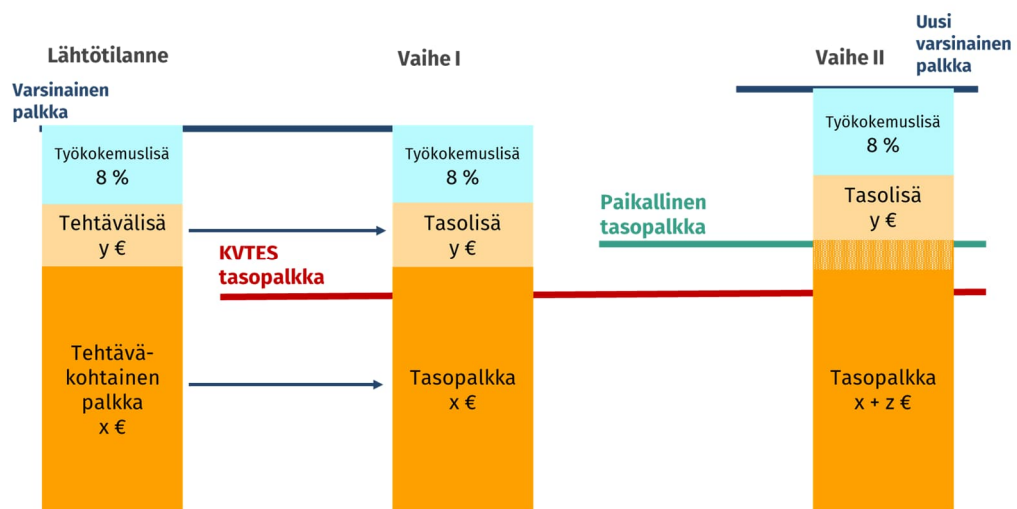 Lähtötilanne
Varsinainen
palkka
Työkokemuslisä
8 %
Tehtävälisä
y €
Tehtävä-
kohtainen
palkka
x €
Vaihe I
Työkokemuslisä
8 %
Tasolisä
y €
KVTES
tasopalkka
Tasopalkka
x €
Paikallinen
tasopalkka
Vaihe II
Uusi
varsinainen
palkka
Työkokemuslisä
8 %
Tasolisä
y €
Tasopalkka
x + z €